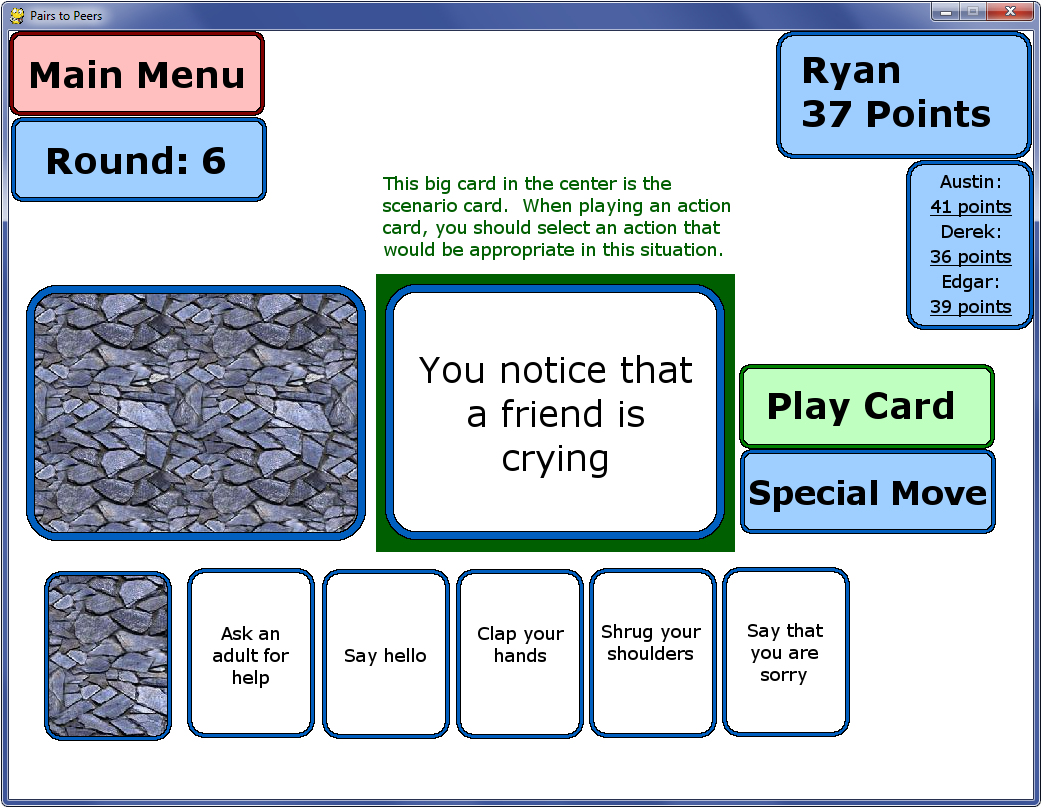 Pairs to Peers
Main Menu
Round: 6
Ryan
37 Points
Austin:
41 points
Derek:
36 points
Edgar:
39 points
This big card in the center is the
scenario card.  When playing an action
card, you should select an action that
would be appropriate in this situation.
You notice that
a friend is
crying
Play Card
Special Move
Ask an
adult for
help
Say hello
Clap your
hands
Shrug your
shoulders
Say that
you are
sorry